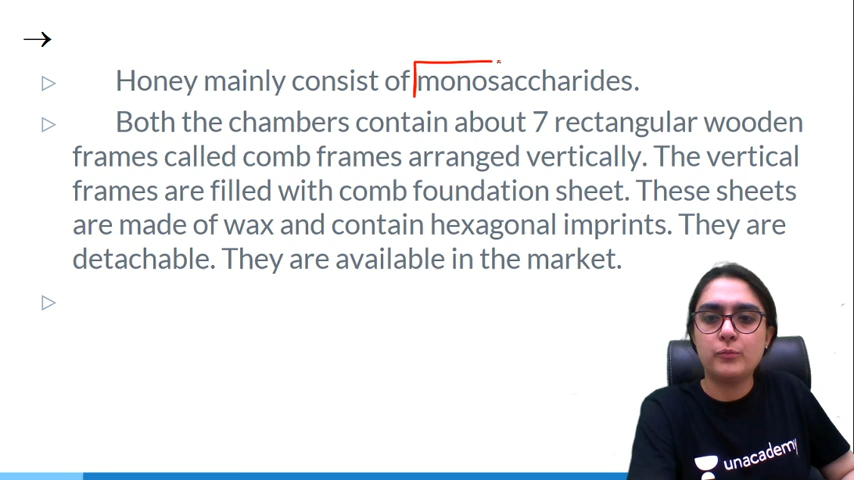 →
Honey mainly consist of monosaccharides.
Both the chambers contain about 7 rectangular wooden
frames called comb frames arranged vertically. The vertical
frames are filled with comb foundation sheet. These sheets
are made of wax and contain hexagonal imprints. They are
detachable. They are available in the market.
unacademy